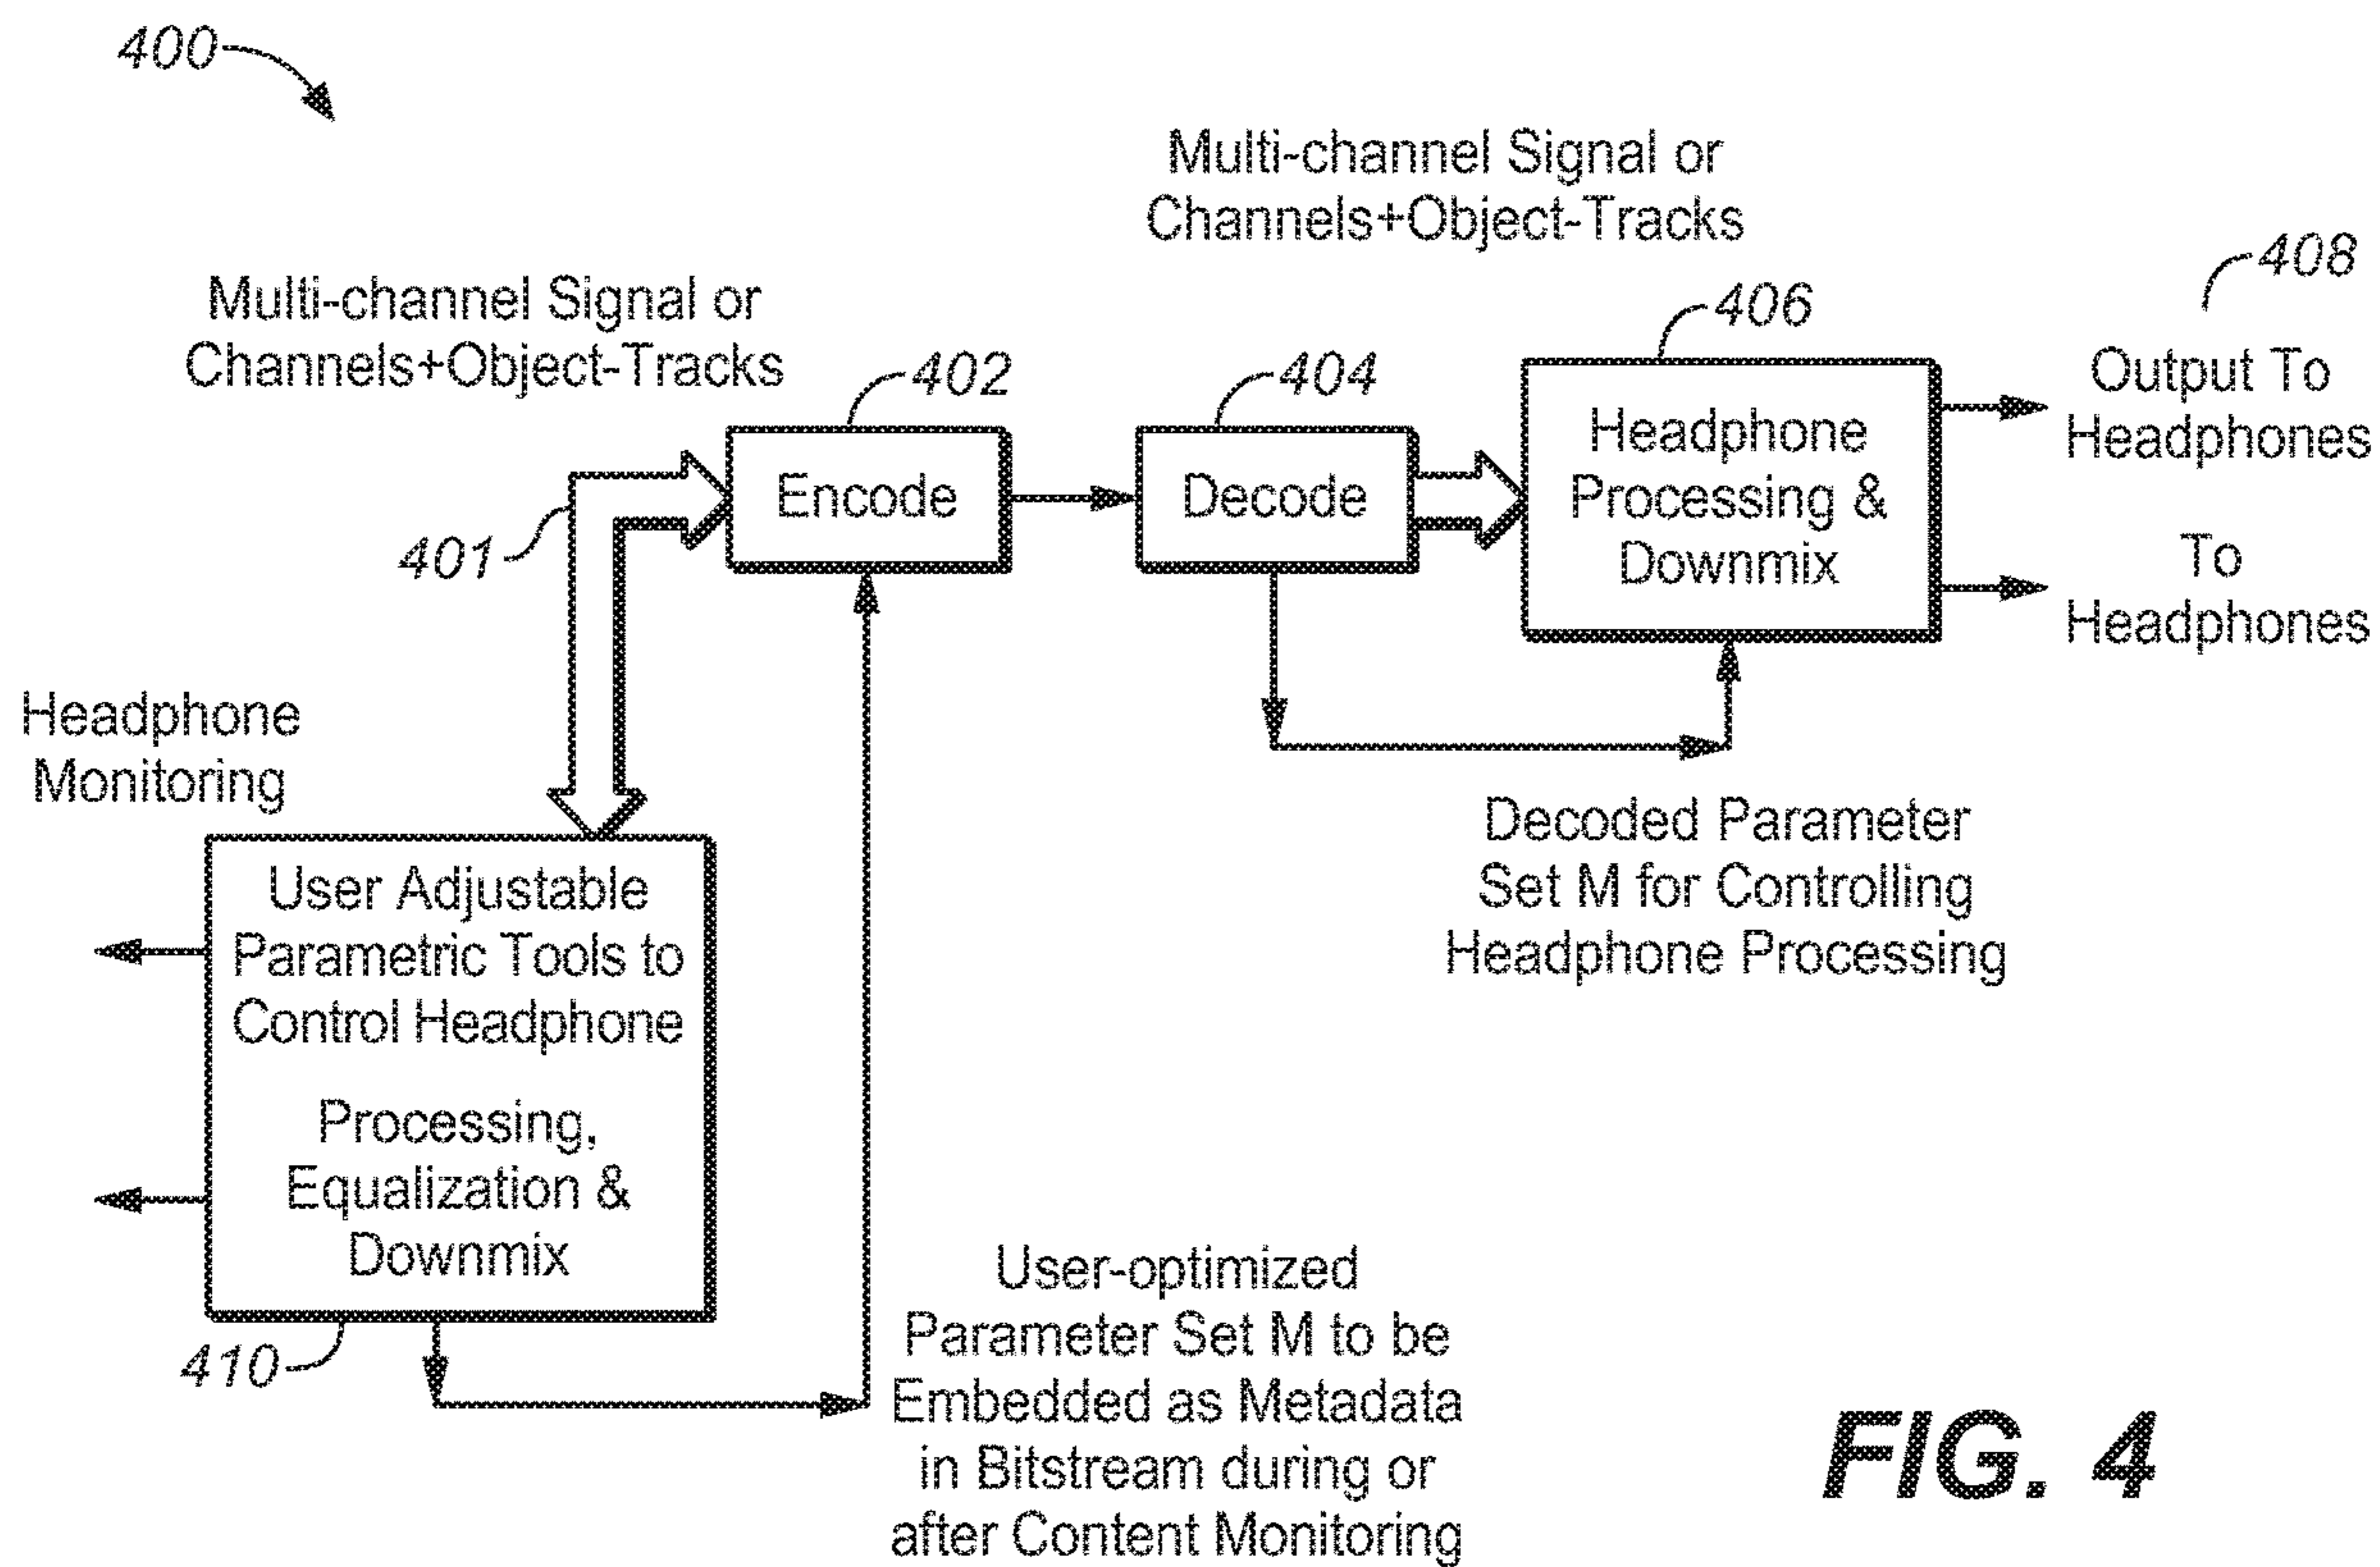 400
Multi-channel Signal or
Channels+Object-Tracks
408
Multi-channel Signal or
Channels+Object-Tracks
406
402
404
Output To
Headphones
Headphone
Processing &
Downmix
Encode
Decode
401
To
Headphones
Headphone
Monitoring
Decoded Parameter
Set M for Controlling
Headphone Processing
User Adjustable
Parametric Tools to
Control Headphone
Processing,
Equalization &
Downmix
410
User-optimized
Parameter Set M to be
Embedded as Metadata
in Bitstream during or
after Content Monitoring
FIG. 4